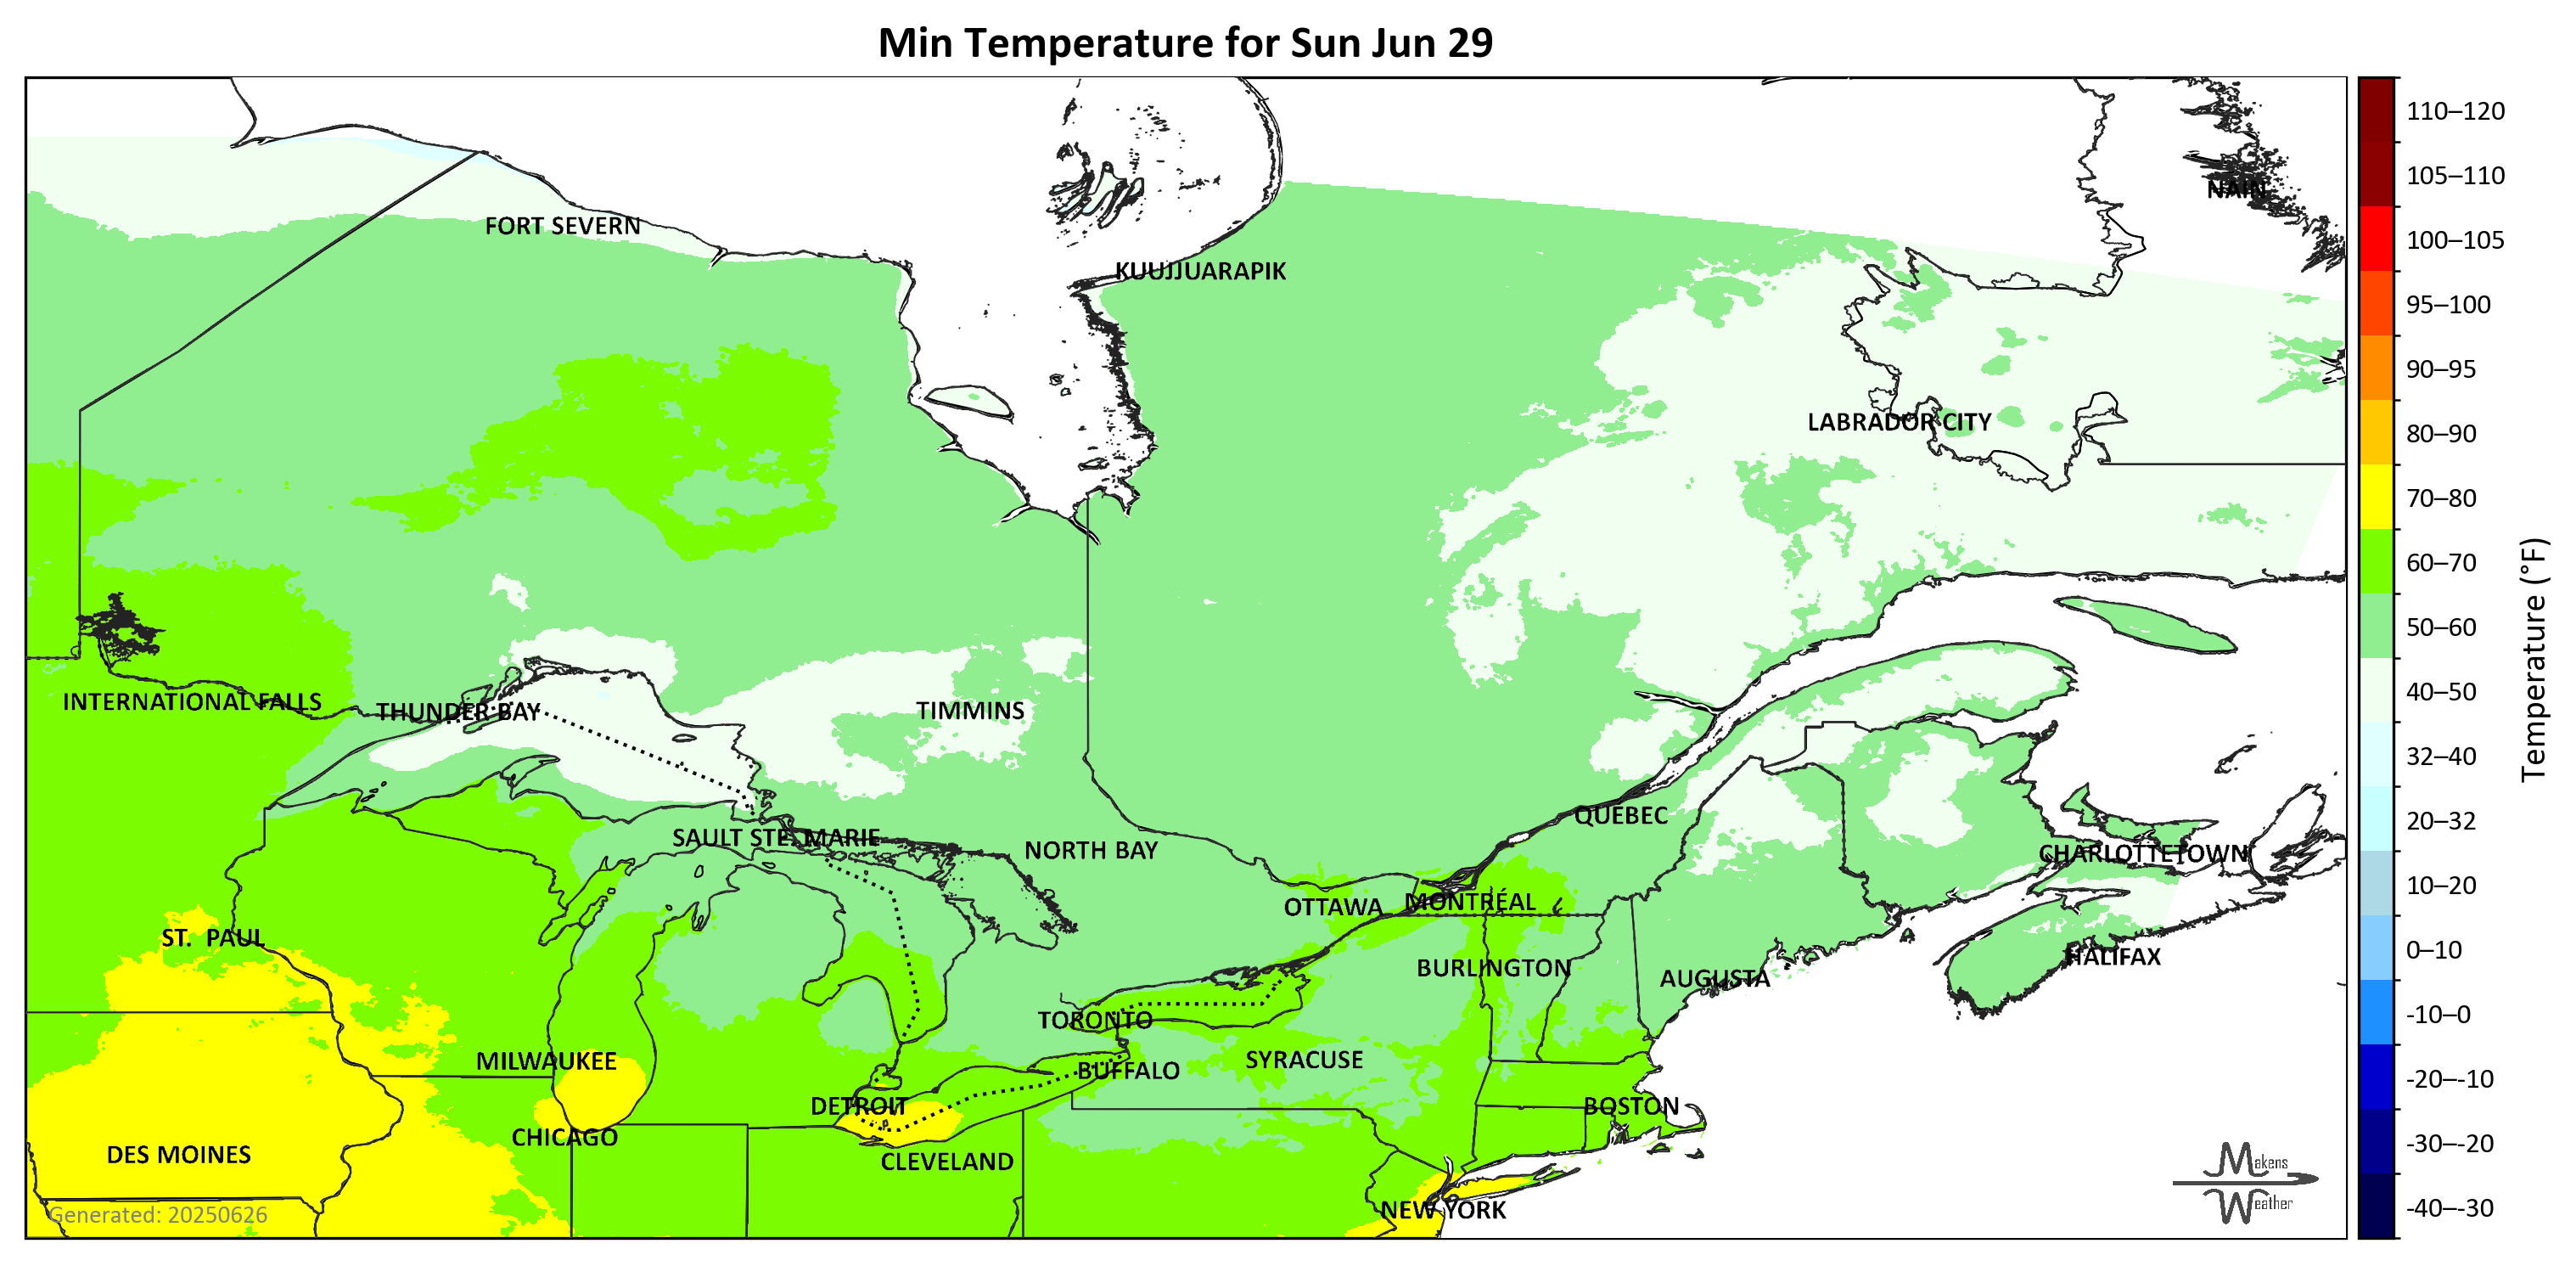 Min Temperature for Sun Jun 29
NAIN
FORT SEVERN
KUUJJUARAPIK
LABRADOR CITY
INTERNATIONAL FALLS
THUNDER BAY
TIMMINS
QUEBEC
SAULT STE. MARIE
NORTH BAY
CHARLOTTETOWN
OTTAWA
MONTRÉAL
ST. PAUL
HALIFAX
BURLINGTON
AUGUSTA
TORONTO
MILWAUKEE
SYRACUSE
BUFFALO
DETROIT
BOSTON
CHICAGO
DES MOINES
CLEVELAND
NEW YORK
Generated: 20250626
Makens
Weather
110–120
105–110
100–105
95–100
90–95
80–90
70–80
60–70
50–60
40–50
32–40
20–32
10–20
0–10
-10–0
-20–-10
-30–-20
-40–-30
Temperature (°F)